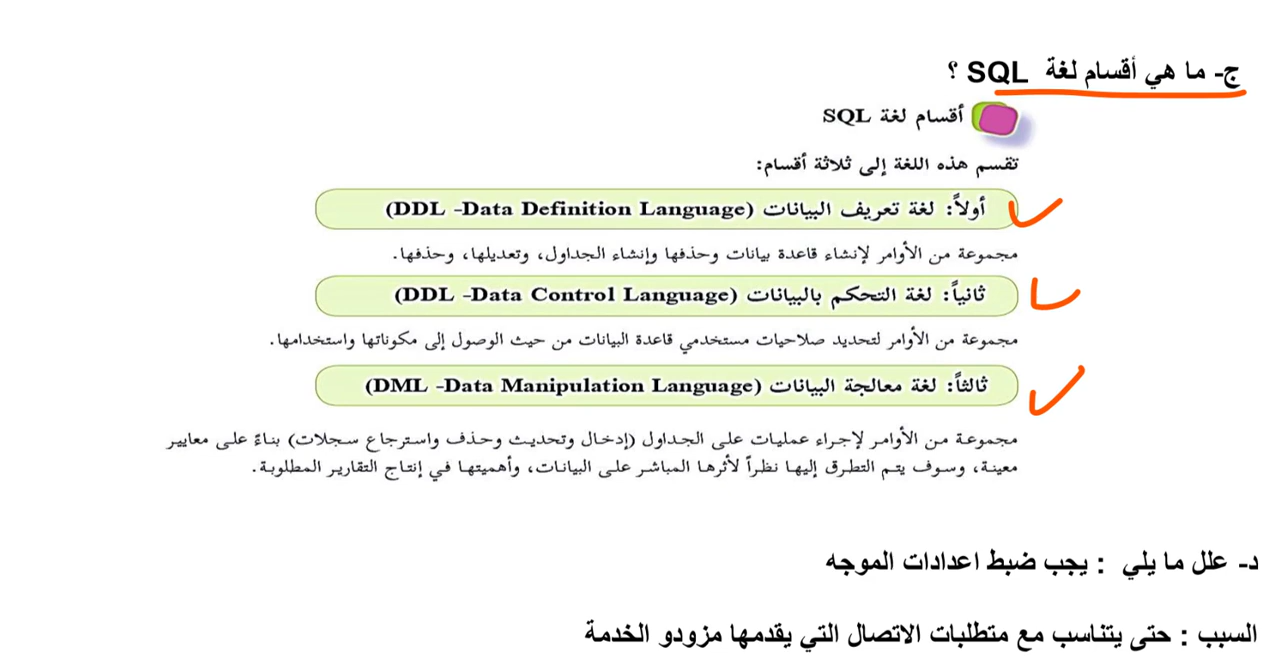 ج- ما هي أقسام لغة SQL ؟
أقسام لغة SQL
تقسم هذه اللغة إلى ثلاثة أقسام:
أولاً: لغة تعريف البيانات (DDL -Data Definition Language)
مجموعة من الأوامر لإنشاء قاعدة بيانات وحذفها وإنشاء الجداول، وتعديلها، وحذفها.
ثانياً: لغة التحكم بالبيانات (DDL -Data Control Language)
مجموعة من الأوامر لتحديد صلاحيات مستخدمي قاعدة البيانات من حيث الوصول إلى مكوناتها واستخدامها.
ثالثاً: لغة معالجة البيانات (DML -Data Manipulation Language)
مجموعة من الأوامر لإجراء عمليات على الجداول (إدخال وتحديث وحذف واسترجاع سجلات) بناءً على معايير
معينة، وسوف يتم التطرق إليها نظراً لأثرها المباشر على البيانات، وأهميتها في إنتاج التقارير المطلوبة.
د- علل ما يلي : يجب ضبط اعدادات الموجه
السبب : حتى يتناسب مع متطلبات الاتصال التي يقدمها مزودو الخدمة